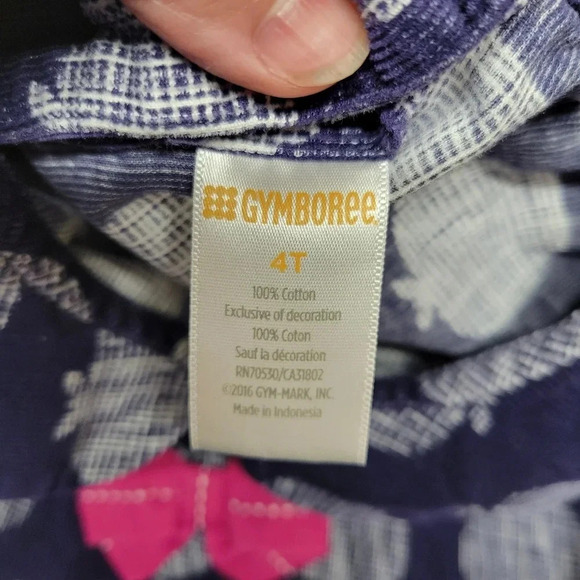 GYMBOREE
4T
100% Cotton
Exclusive of decoration
100% Coton
Sauf la décoration
RN70530/CA31802
©2016 GYM-MARK, INC.
Made in Indonesia